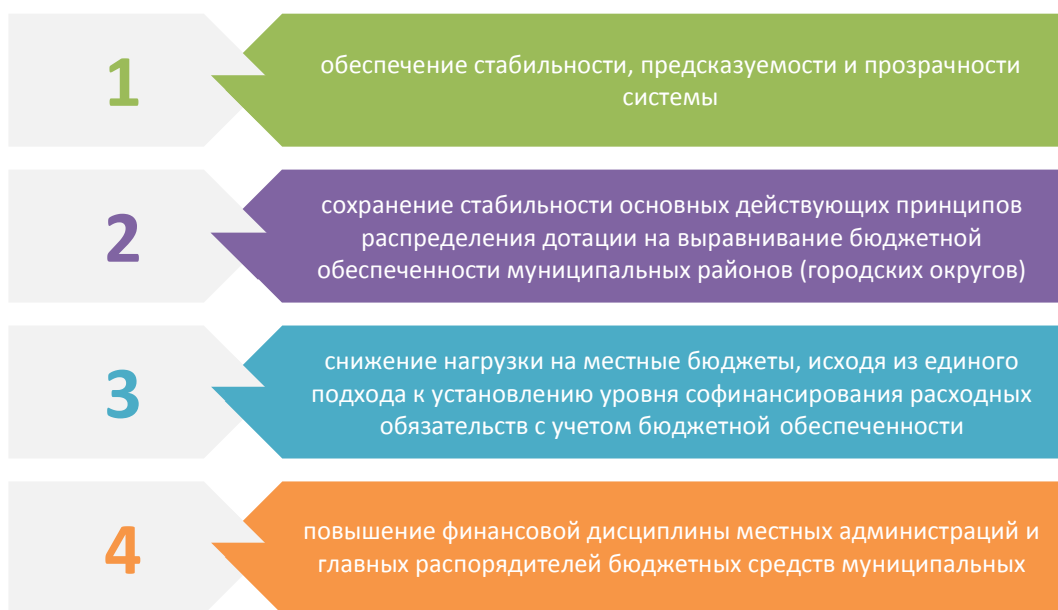 1
обеспечение стабильности, предсказуемости и прозрачности
системы
2
сохранение стабильности основных действующих принципов
распределения дотации на выравнивание бюджетной
обеспеченности муниципальных районов (городских округов)
3
снижение нагрузки на местные бюджеты, исходя из единого
подхода к установлению уровня софинансирования расходных
обязательств с учетом бюджетной обеспеченности
4
повышение финансовой дисциплины местных администраций и
главных распорядителей бюджетных средств муниципальных